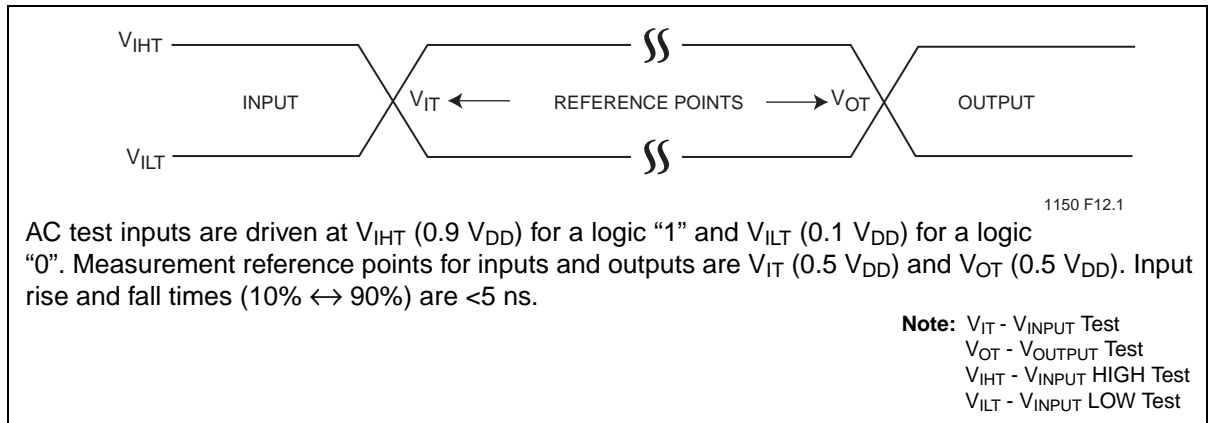 VIHT
INPUT VIT REFERENCE POINTS VOT OUTPUT
VILT
1150 F12.1
AC test inputs are driven at VIHT (0.9 VDD) for a logic “1” and VILT (0.1 VDD) for a logic
“0”. Measurement reference points for inputs and outputs are VIT (0.5 VDD) and VOT (0.5 VDD). Input
rise and fall times (10% ↔ 90%) are <5 ns.
Note: VIT - VINPUT Test
VOT - VOUTPUT Test
VIHT - VINPUT HIGH Test
VILT - VINPUT LOW Test